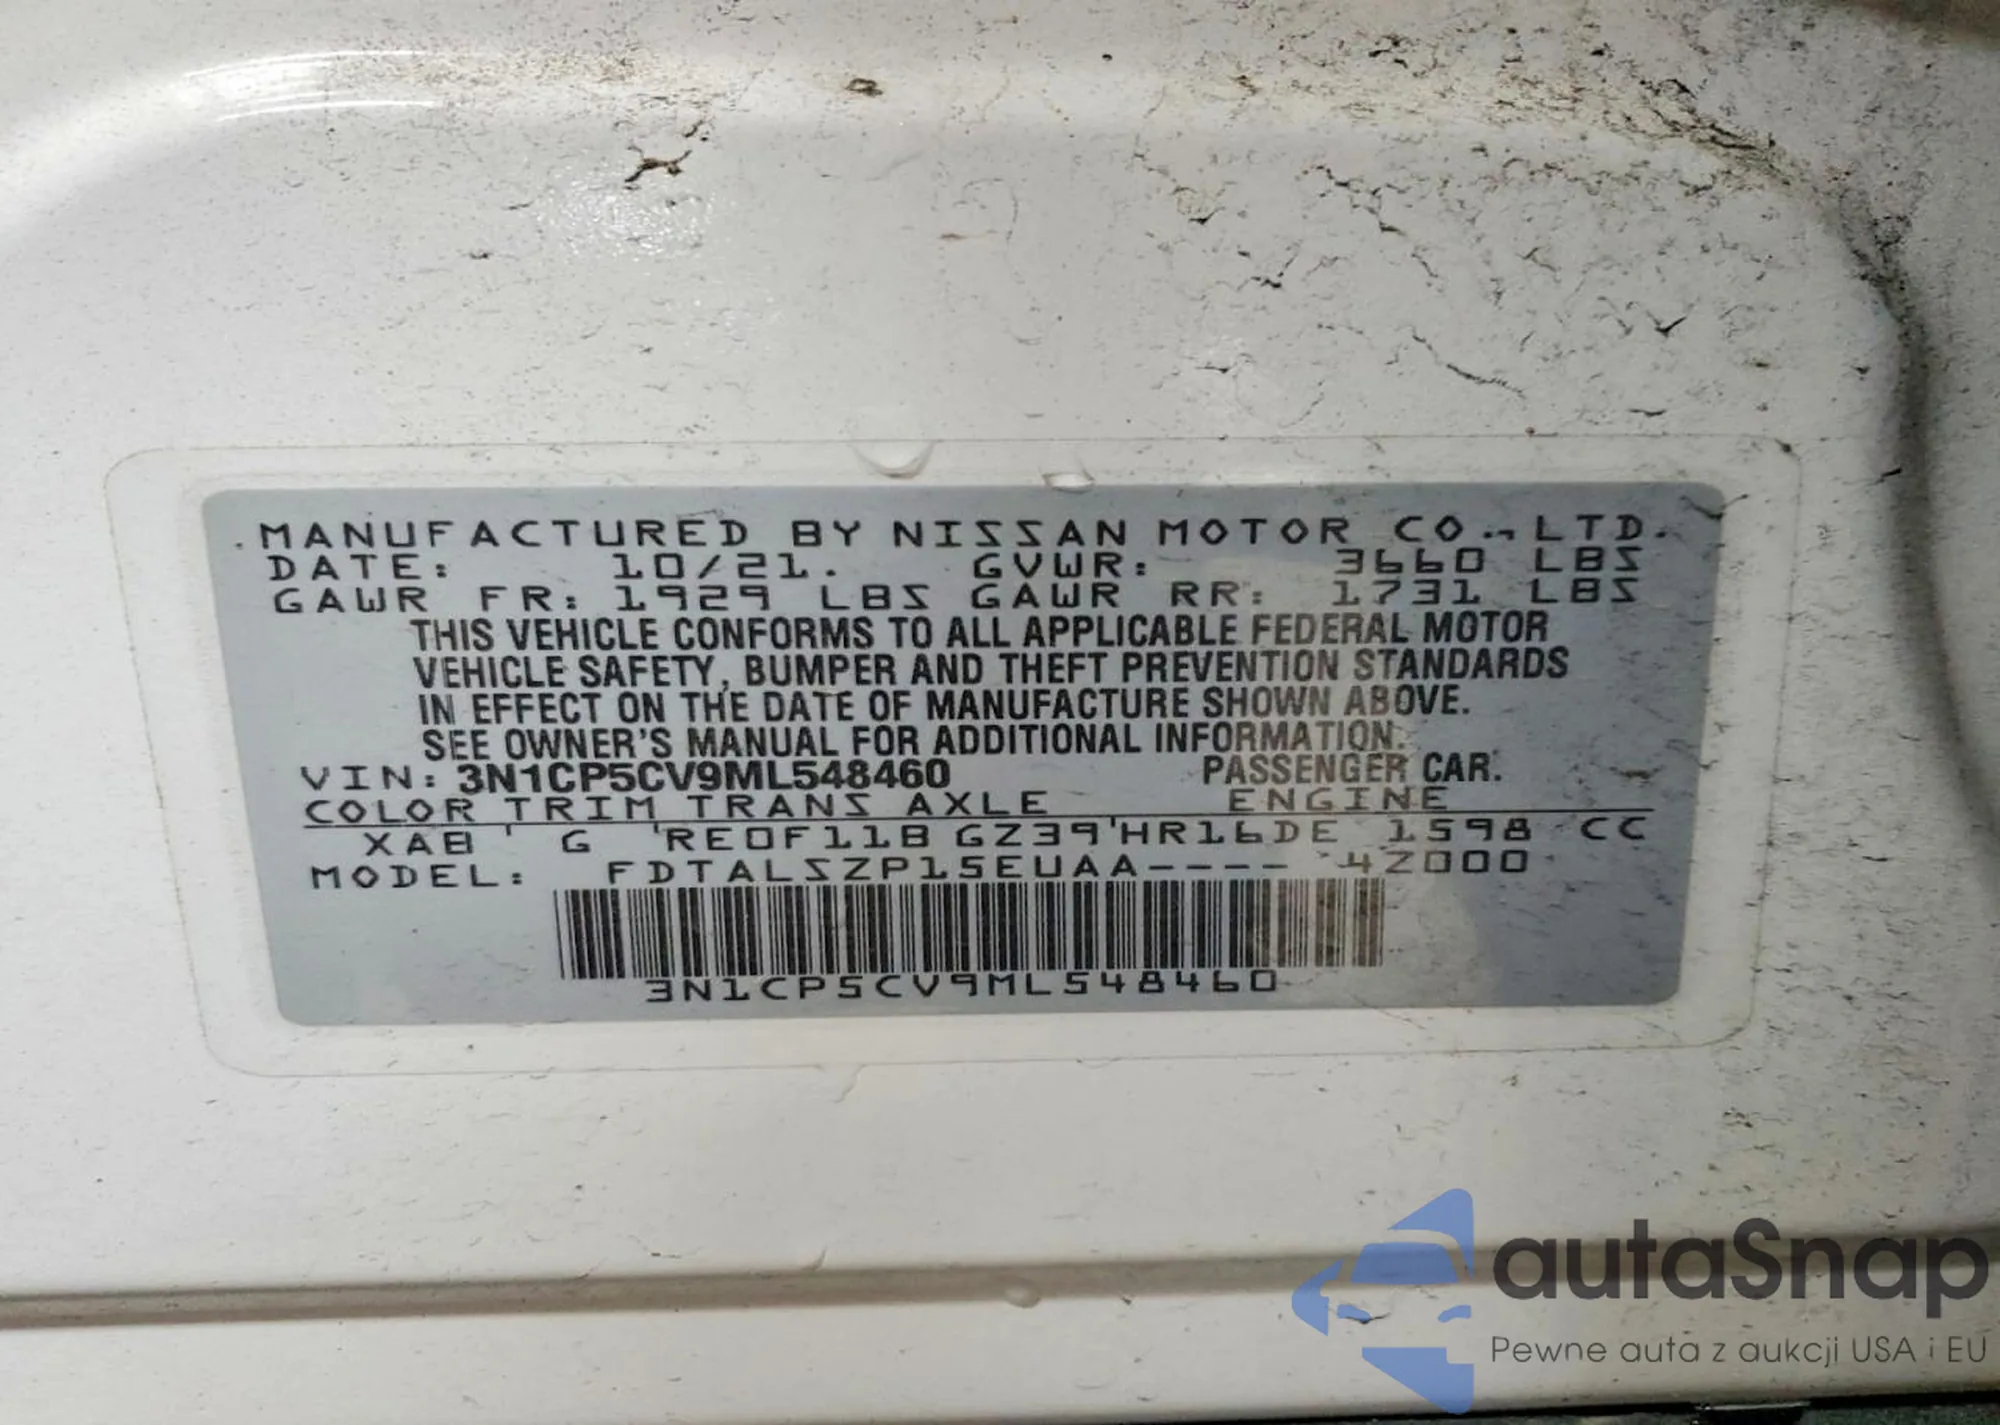 MANUFACTURED BY NISSAN MOTOR CO., LTD.
DATE: 10/21. GVWR: 3660 LBS
GAWR FR: 1929 LBS GAWR RR: 1731 LBS
THIS VEHICLE CONFORMS TO ALL APPLICABLE FEDERAL MOTOR
VEHICLE SAFETY, BUMPER AND THEFT PREVENTION STANDARDS
IN EFFECT ON THE DATE OF MANUFACTURE SHOWN ABOVE.
SEE OWNER'S MANUAL FOR ADDITIONAL INFORMATION.
VIN: 3N1CP5CV9ML548460 PASSENGER CAR.
COLOR TRIM TRANS AXLE ENGINE
XAB ' G 'RE0F11B GZ39'HR16DE 1598 CC
MODEL: FDTALSZP15EUAA---- 4Z000
3N1CP5CV9ML548460
autaSnap
Pewne auta z aukcji USA i EU